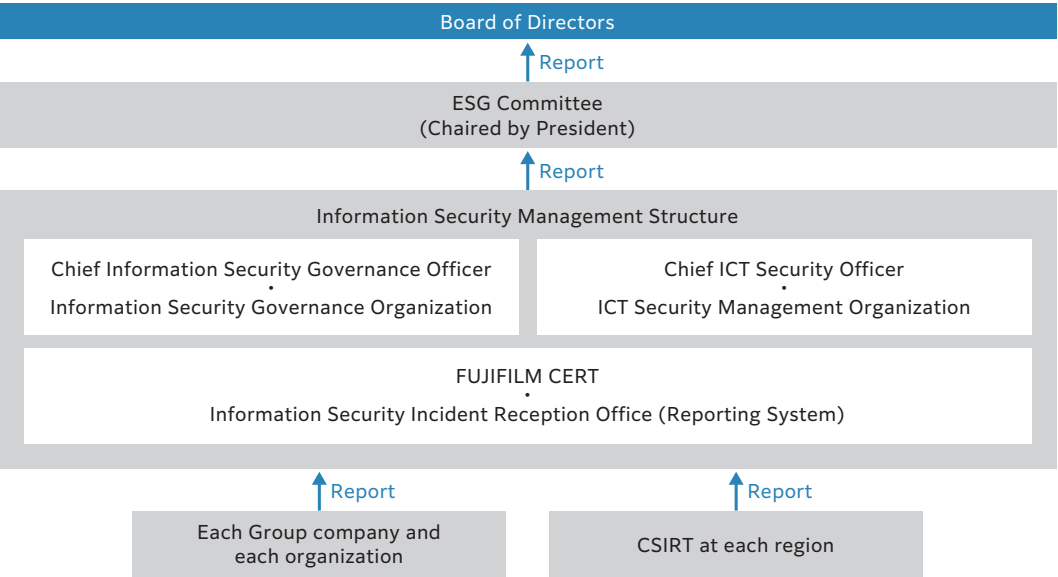 Board of Directors
Report
ESG Committee
(Chaired by President)
Report
Information Security Management Structure
Chief Information Security Governance Officer
•
Information Security Governance Organization
Chief ICT Security Officer
•
ICT Security Management Organization
FUJIFILM CERT
•
Information Security Incident Reception Office (Reporting System)
Report
Report
Each Group company and
each organization
CSIRT at each region